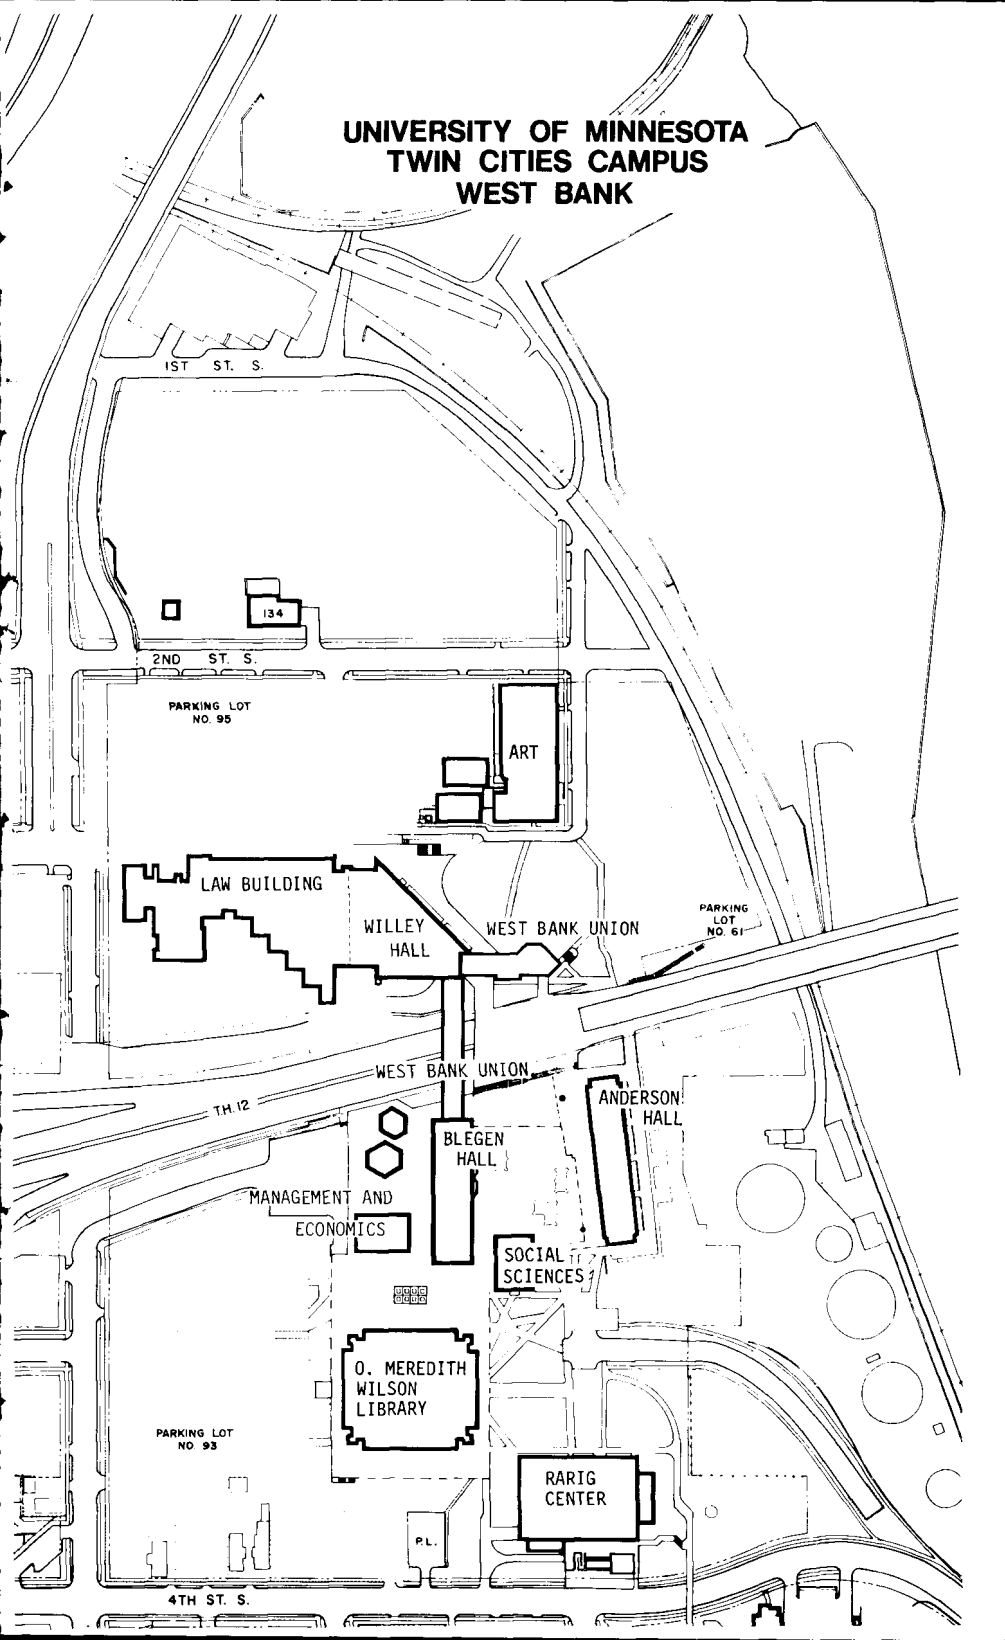 UNIVERSITY OF MINNESOTA
TWIN CITIES CAMPUS
WEST BANK
1ST ST. S.
134
2ND ST. S.
PARKING LOT
NO. 95
ART
LAW BUILDING
WILLEY
HALL
WEST BANK UNION
PARKING
LOT
NO. 61
WEST BANK UNION
T.H. 12
ANDERSON
HALL
BLEGEN
HALL
MANAGEMENT AND
ECONOMICS
SOCIAL
SCIENCES
O. MEREDITH
WILSON
LIBRARY
PARKING LOT
NO. 93
RARIG
CENTER
P.L.
4TH ST. S.